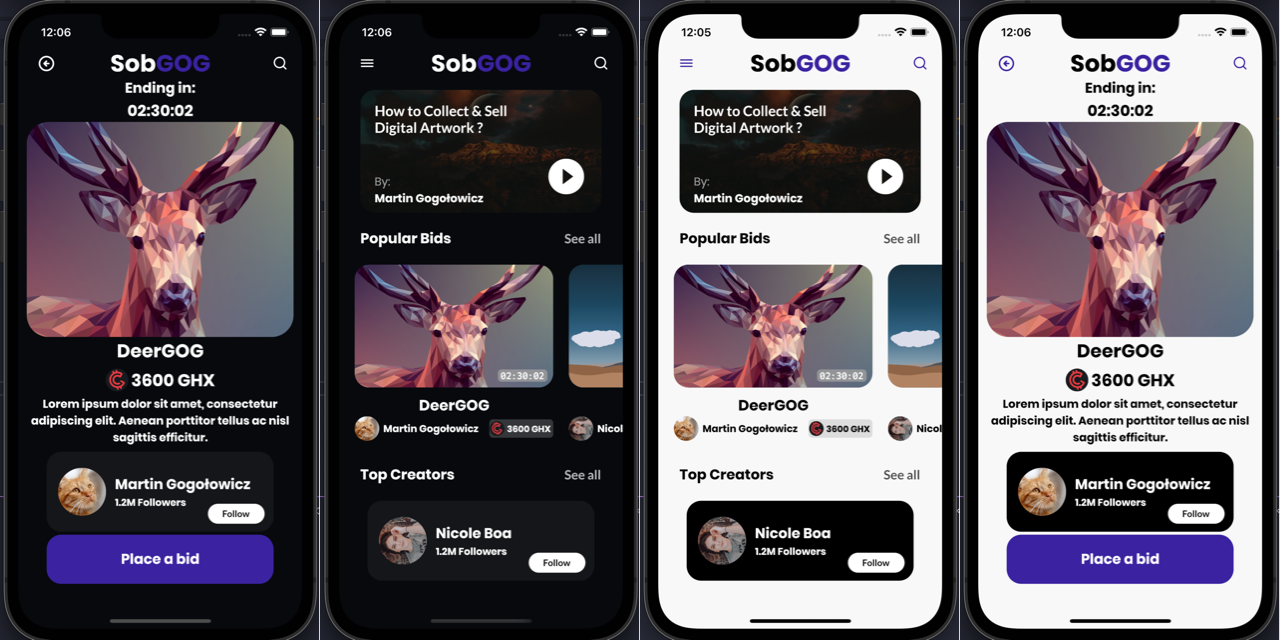 12:06
SobGOG
Ending in:
02:30:02
DeerGOG
3600 GHX
Lorem ipsum dolor sit amet, consectetur
adipiscing elit. Aenean porttitor tellus ac nisl
sagittis efficitur.
Martin Gogołowicz
1.2M Followers
Follow
Place a bid
12:06
SobGOG
How to Collect & Sell
Digital Artwork ?
By:
Martin Gogołowicz
Popular Bids
See all
02:30:02
DeerGOG
Martin Gogołowicz
3600 GHX
Nicol
Top Creators
See all
Nicole Boa
1.2M Followers
Follow
12:05
SobGOG
How to Collect & Sell
Digital Artwork ?
By:
Martin Gogołowicz
Popular Bids
See all
02:30:02
DeerGOG
Martin Gogołowicz
3600 GHX
Nicol
Top Creators
See all
Nicole Boa
1.2M Followers
Follow
12:06
SobGOG
Ending in:
02:30:02
DeerGOG
3600 GHX
Lorem ipsum dolor sit amet, consectetur
adipiscing elit. Aenean porttitor tellus ac nisl
sagittis efficitur.
Martin Gogołowicz
1.2M Followers
Follow
Place a bid